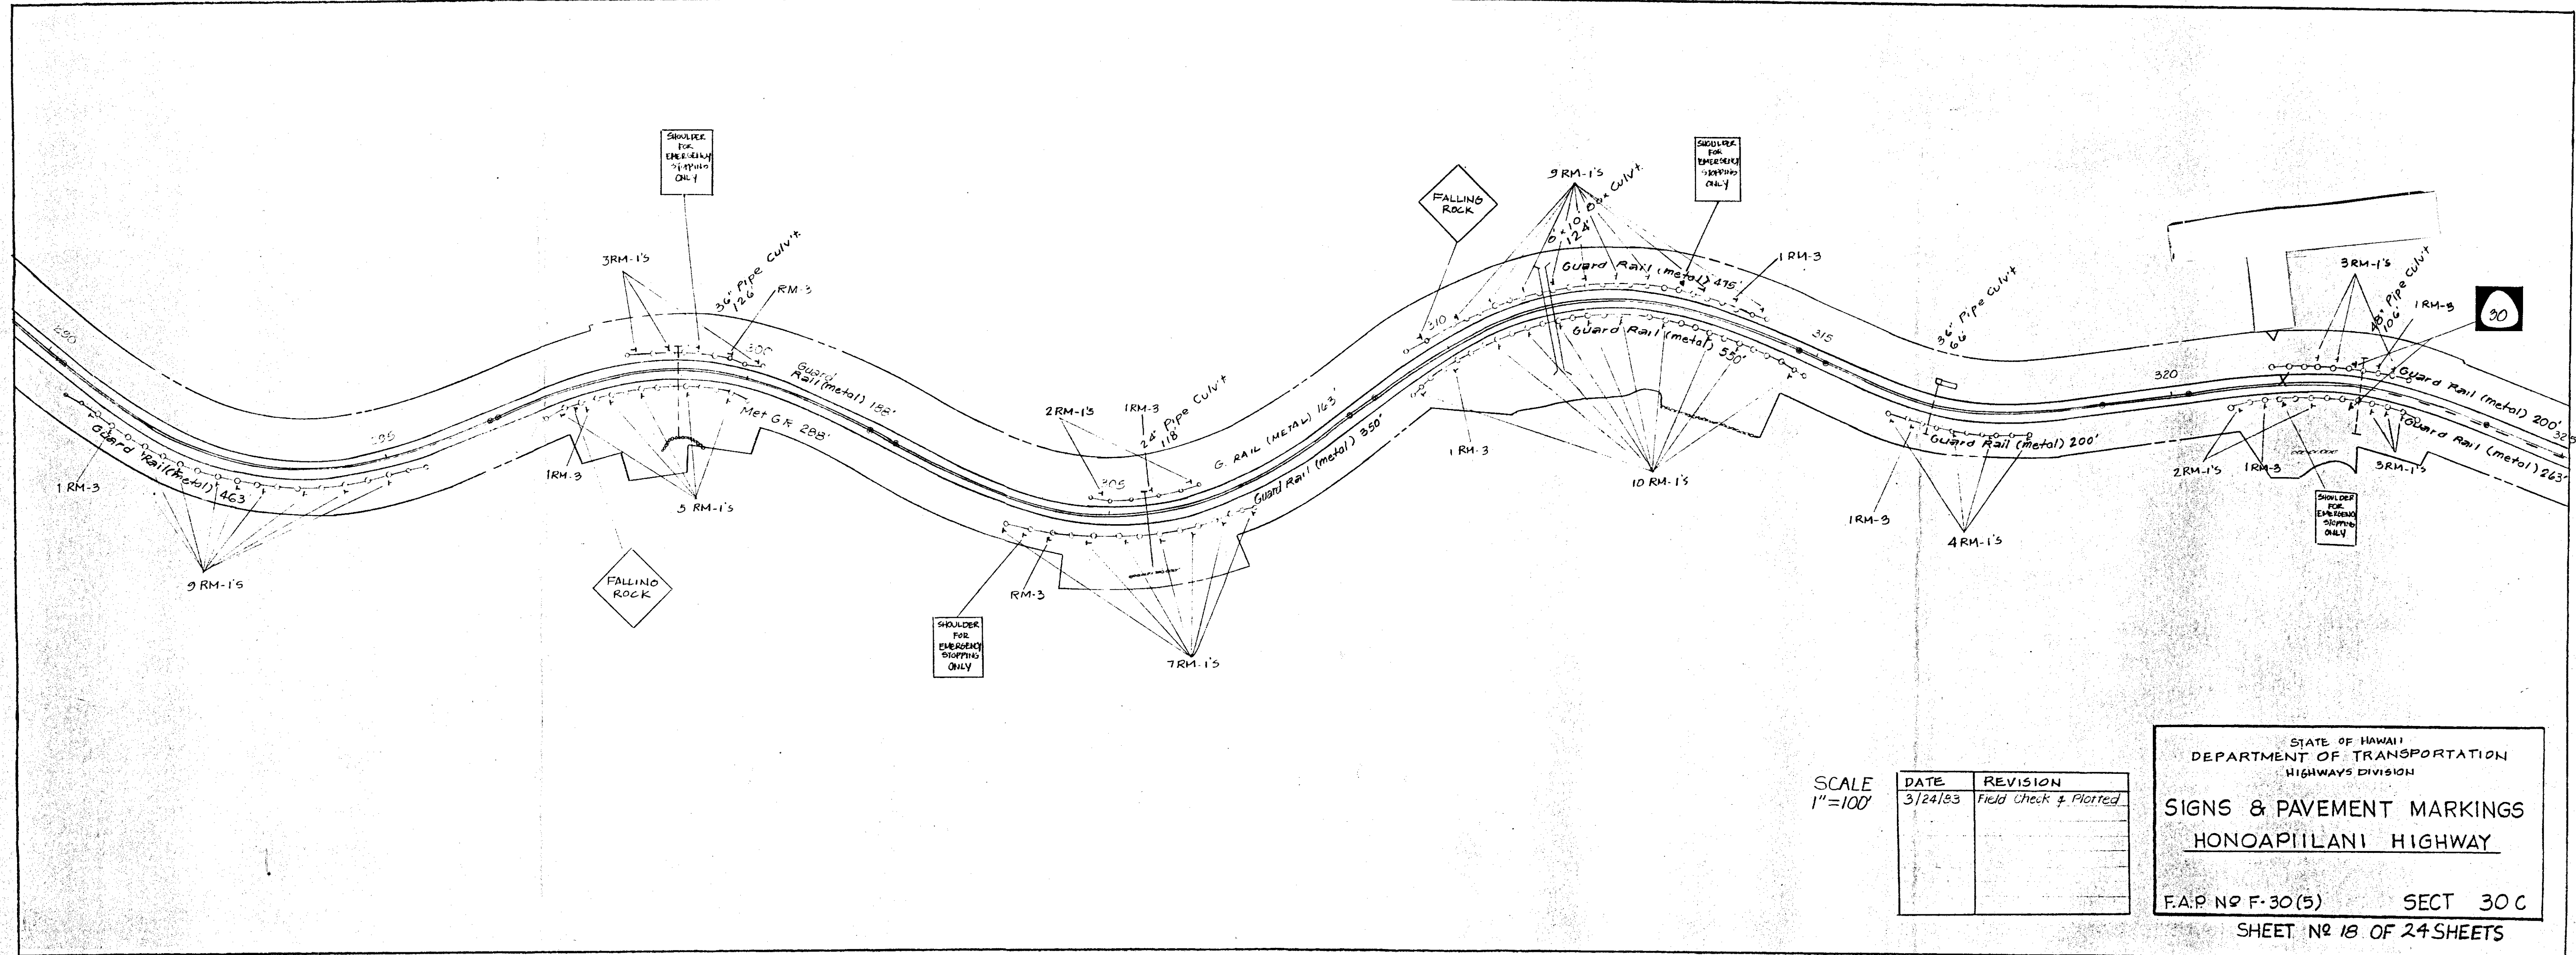 SHOULDER
FOR
EMERGENCY
STOPPING
ONLY
3RM-1'S
36" Pipe Culv't
126'
RM-3
290
295
300
Guard
Rail (metal) 188'
Met G R 288'
Guard Rail (metal) 463
1 RM-3
9 RM-1'S
1RM-3
5 RM-1'S
FALLING
ROCK
2RM-1'S
1RM-3
24" Pipe Culv't
118'
305
G. RAIL (METAL) 163'
Guard Rail (metal) 350'
SHOULDER
FOR
EMERGENCY
STOPPING
ONLY
RM-3
7RM-1'S
FALLING
ROCK
9 RM-1'S
Culv't
124'
SHOULDER
FOR
EMERGENCY
STOPPING
ONLY
1 RM-3
310
Guard Rail (metal) 475'
Guard Rail (metal) 550'
315
1 RM-3
10 RM-1'S
36" Pipe Culv't
66'
Guard Rail (metal) 200'
1RM-3
4 RM-1'S
320
3RM-1'S
48" Pipe Culv't
106'
1RM-3
30
Guard Rail (metal) 200'
325
Guard Rail (metal) 263'
2RM-1'S
1RM-3
3RM-1'S
SHOULDER
FOR
EMERGENCY
STOPPING
ONLY
SCALE
1"=100'
DATE REVISION
3/24/83 Field Check & Plotted
STATE OF HAWAII
DEPARTMENT OF TRANSPORTATION
HIGHWAYS DIVISION
SIGNS & PAVEMENT MARKINGS
HONOAPIILANI HIGHWAY
F.A.P. Nº F-30(5) SECT 30 C
SHEET Nº 18 OF 24 SHEETS